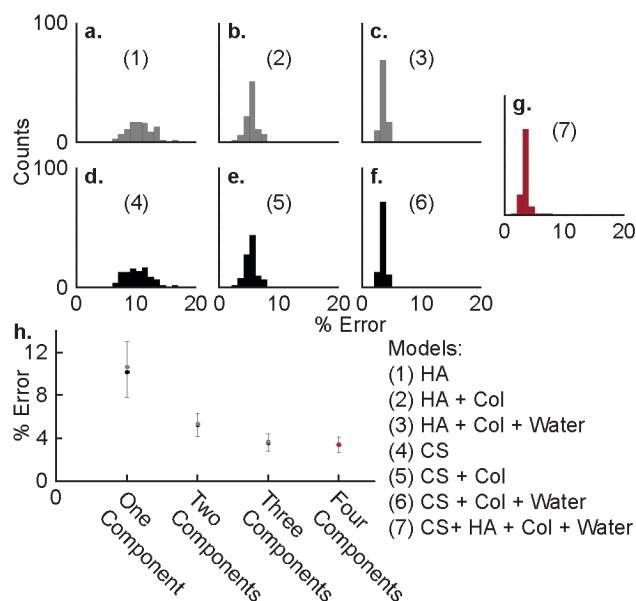 100
a.
(1)
b.
(2)
c.
(3)
Counts
0
g.
(7)
100
d.
(4)
e.
(5)
f.
(6)
0
0 10 20
0 10 20
0 10 20
0 10 20
% Error
h.
12
8
4
0
% Error
One Component
Two Components
Three Components
Four Components
Models:
(1) HA
(2) HA + Col
(3) HA + Col + Water
(4) CS
(5) CS + Col
(6) CS + Col + Water
(7) CS+ HA + Col + Water